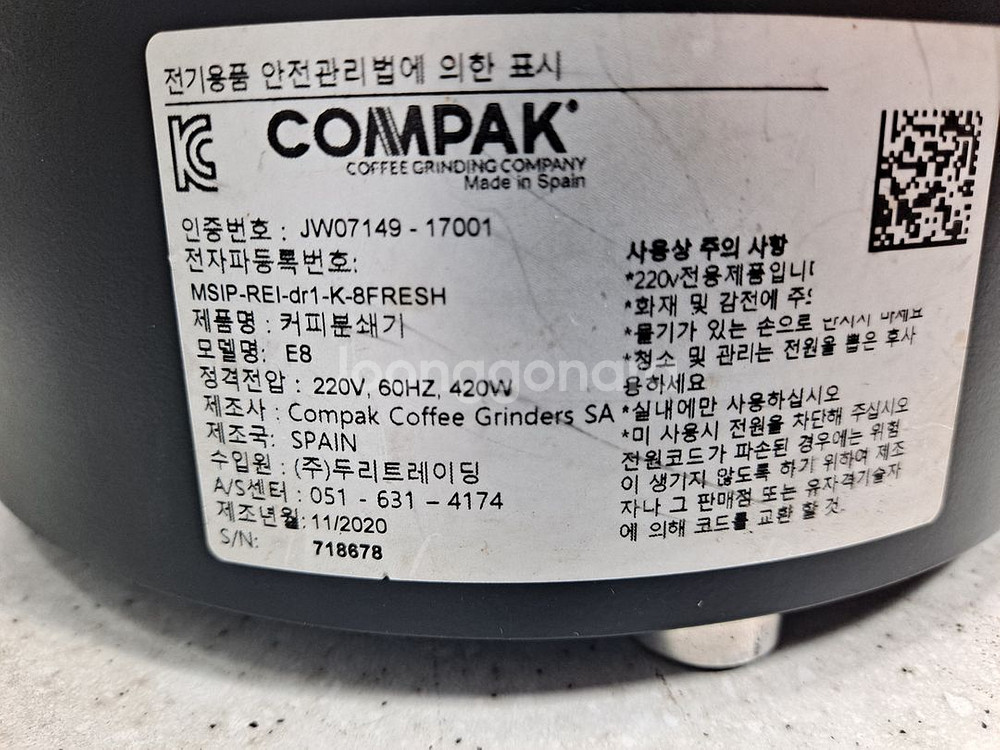 전기용품 안전관리법에 의한 표시
COMPAK
COFFEE GRINDING COMPANY
Made in Spain
인증번호 : JW07149 - 17001
전자파등록번호:
MSIP-REI-dr1-K-8FRESH
제품명 : 커피분쇄기
모델명: E8
정격전압 : 220V, 60HZ, 420W
제조사 : Compak Coffee Grinders SA
제조국: SPAIN
수입원 : (주)두리트레이딩
A/S센터 : 051 - 631 - 4174
제조년월: 11/2020
S/N: 718678
사용상 주의 사항
*220v전용제품입니
*화재 및 감전에
*물기가 있는 손으로
*청소 및 관리는 전원을 뽑은 후사
용하세요
*실내에만 사용하십시오
*미 사용시 전원을 차단해 주십시오
전원코드가 파손된 경우에는 위험
이 생기지 않도록 하기 위하여 제조
자나 그 판매점 또는 유자격기술자
에 의해 코드를 교환 할 것.